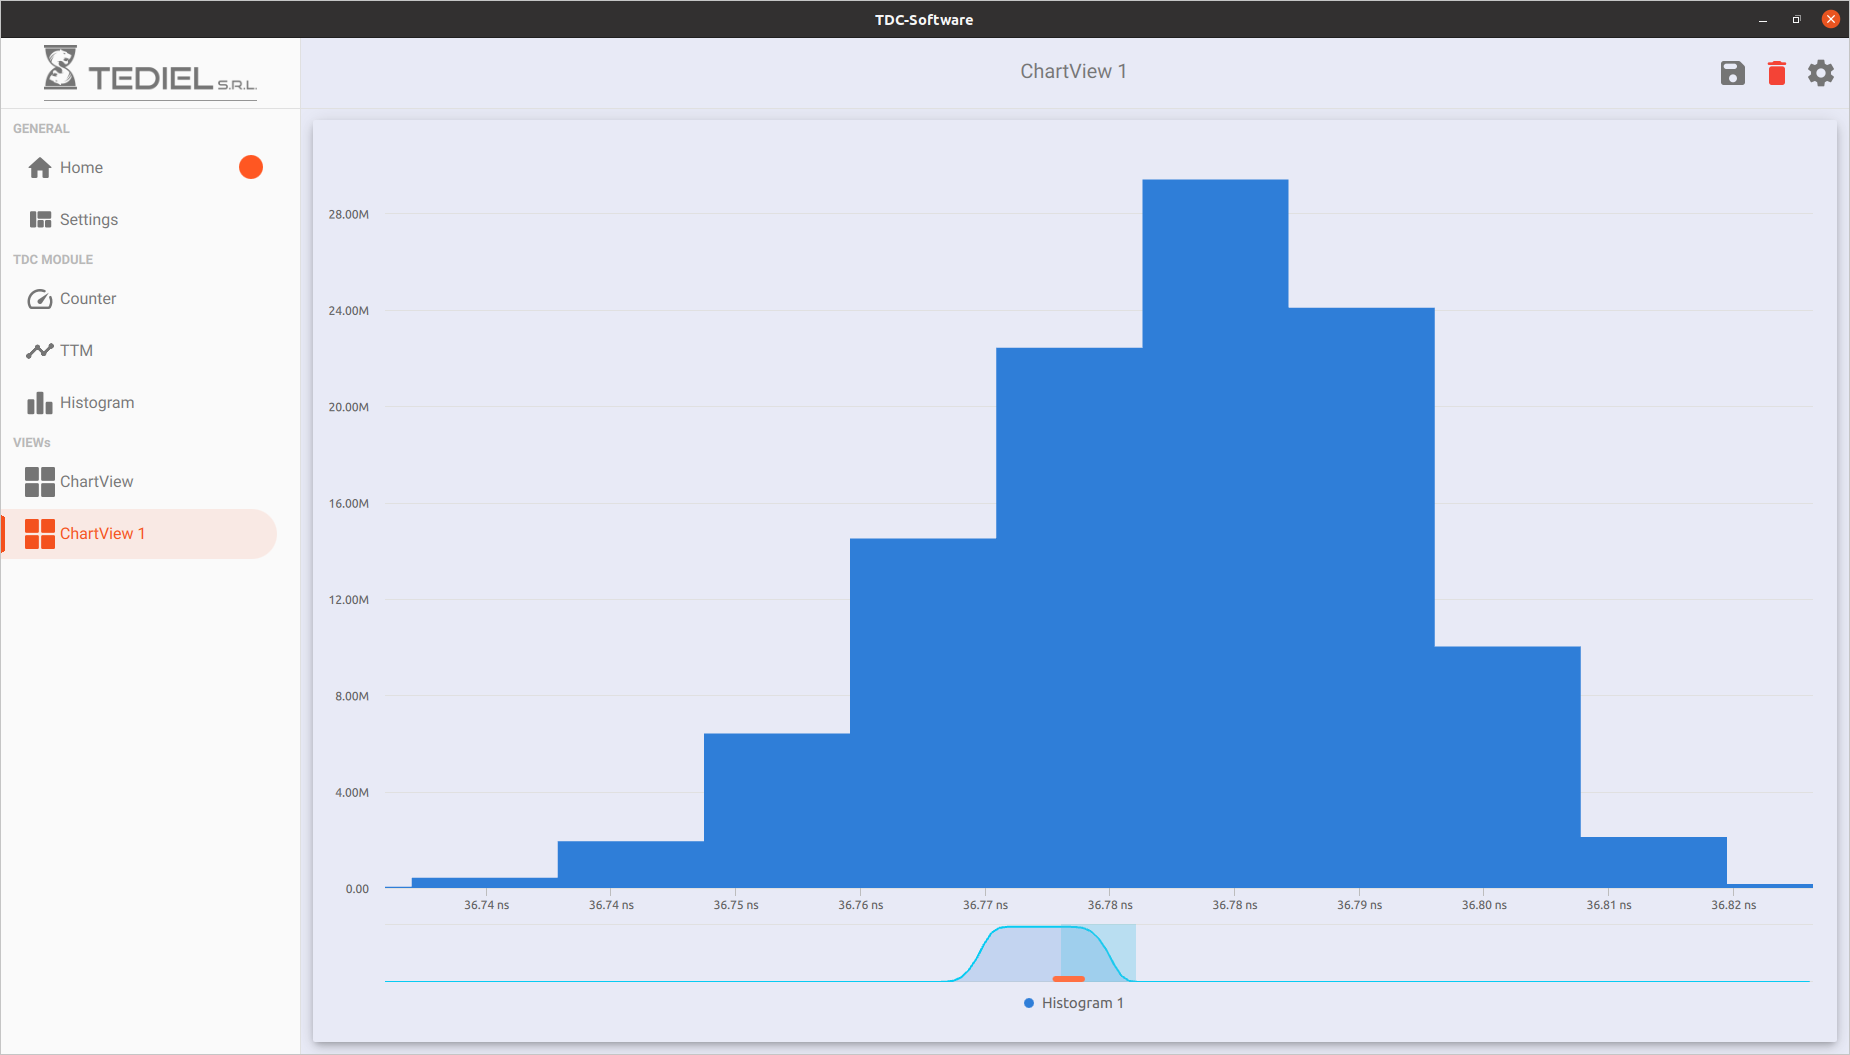 TDC-Software
TEDIEL S.R.L.
ChartView 1
GENERAL
Home
Settings
TDC MODULE
Counter
TTM
Histogram
VIEWs
ChartView
ChartView 1
28.00M
24.00M
20.00M
16.00M
12.00M
8.00M
4.00M
0.00
36.74 ns 36.74 ns 36.75 ns 36.76 ns 36.77 ns 36.78 ns 36.78 ns 36.79 ns 36.80 ns 36.81 ns 36.82 ns
Histogram 1